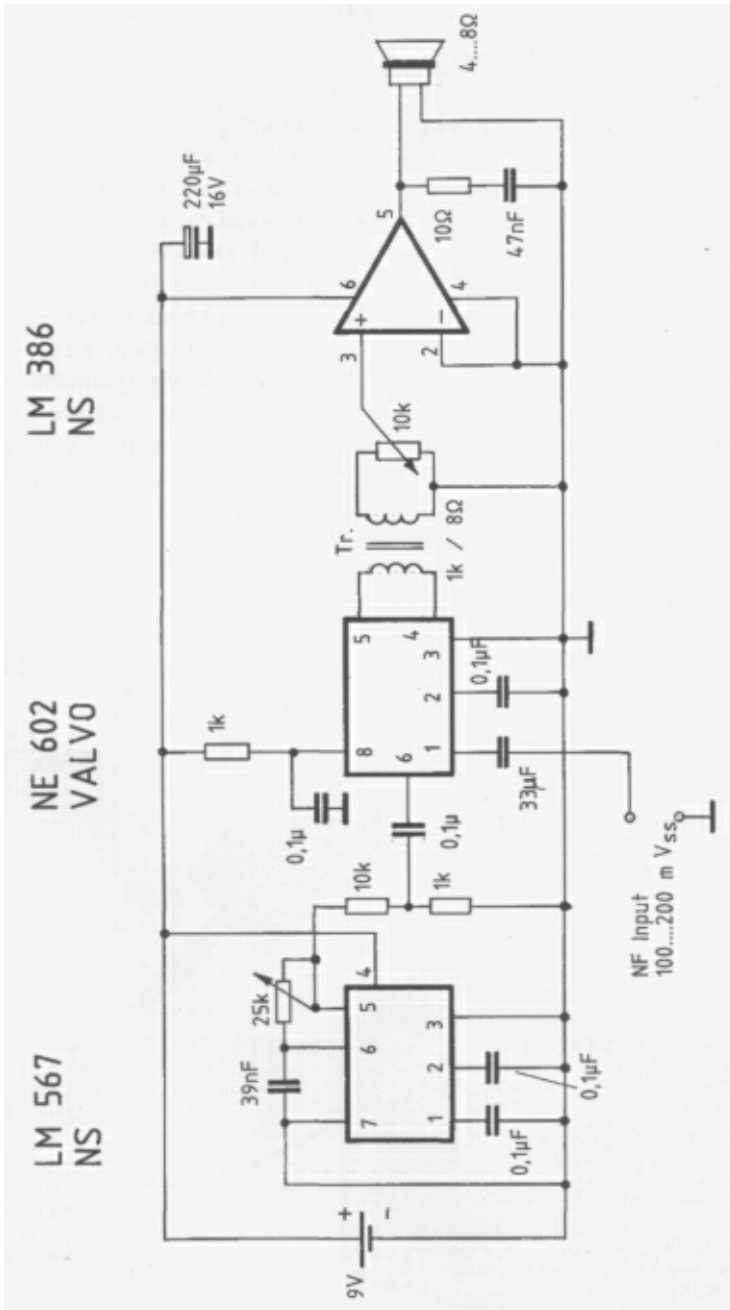 LM 567
NS
NE 602
VALVO
LM 386
NS
220µF
16V
1k
25k
39nF
0,1µ
7
6
5
4
10k
0,1µ
1k
8
6
5
4
Tr.
1k / 8Ω
10k
3
+
6
2
−
4
5
10Ω
47nF
4....8Ω
9V
+
−
1
2
3
0,1µF
0,1µF
1
2
3
33µF
0,1µF
NF Input
100....200 m Vss